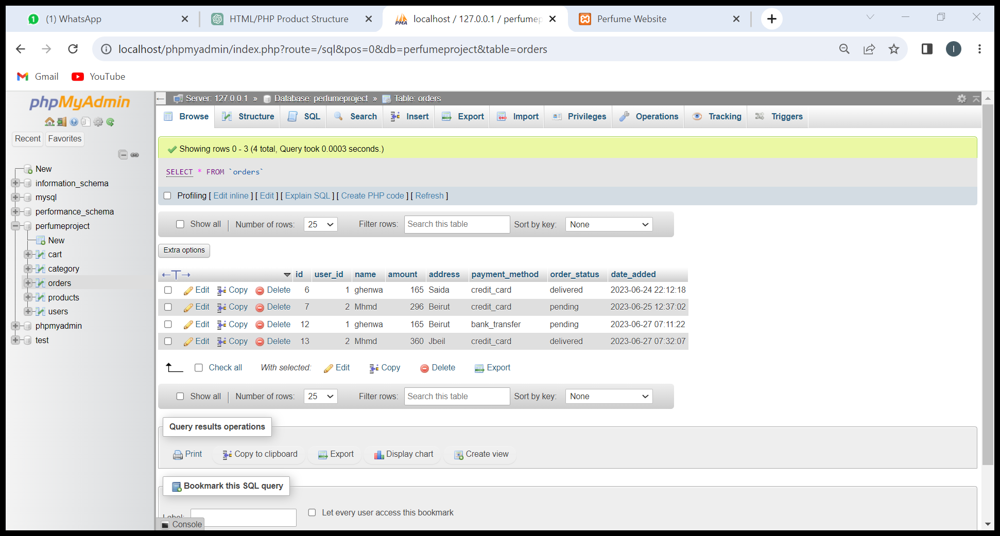 1 (1) WhatsApp HTML/PHP Product Structure PMA localhost / 127.0.0.1 / perfumep Perfume Website
localhost/phpmyadmin/index.php?route=/sql&pos=0&db=perfumeproject&table=orders I
Gmail YouTube
phpMyAdmin
Recent Favorites
New
information_schema
mysql
performance_schema
perfumeproject
New
cart
category
orders
products
users
phpmyadmin
test
Server: 127.0.0.1 » Database: perfumeproject » Table: orders
Browse Structure SQL Search Insert Export Import Privileges Operations Tracking Triggers
Showing rows 0 - 3 (4 total, Query took 0.0003 seconds.)
SELECT * FROM `orders`
Profiling [ Edit inline ] [ Edit ] [ Explain SQL ] [ Create PHP code ] [ Refresh ]
Show all Number of rows: 25 Filter rows: Search this table Sort by key: None
Extra options
←T→ id user_id name amount address payment_method order_status date_added
Edit Copy Delete 6 1 ghenwa 165 Saida credit_card delivered 2023-06-24 22:12:18
Edit Copy Delete 7 2 Mhmd 296 Beirut credit_card pending 2023-06-25 12:37:02
Edit Copy Delete 12 1 ghenwa 165 Beirut bank_transfer pending 2023-06-27 07:11:22
Edit Copy Delete 13 2 Mhmd 360 Jbeil credit_card delivered 2023-06-27 07:32:07
Check all With selected: Edit Copy Delete Export
Show all Number of rows: 25 Filter rows: Search this table Sort by key: None
Query results operations
Print Copy to clipboard Export Display chart Create view
Bookmark this SQL query
Label: Let every user access this bookmark
Console